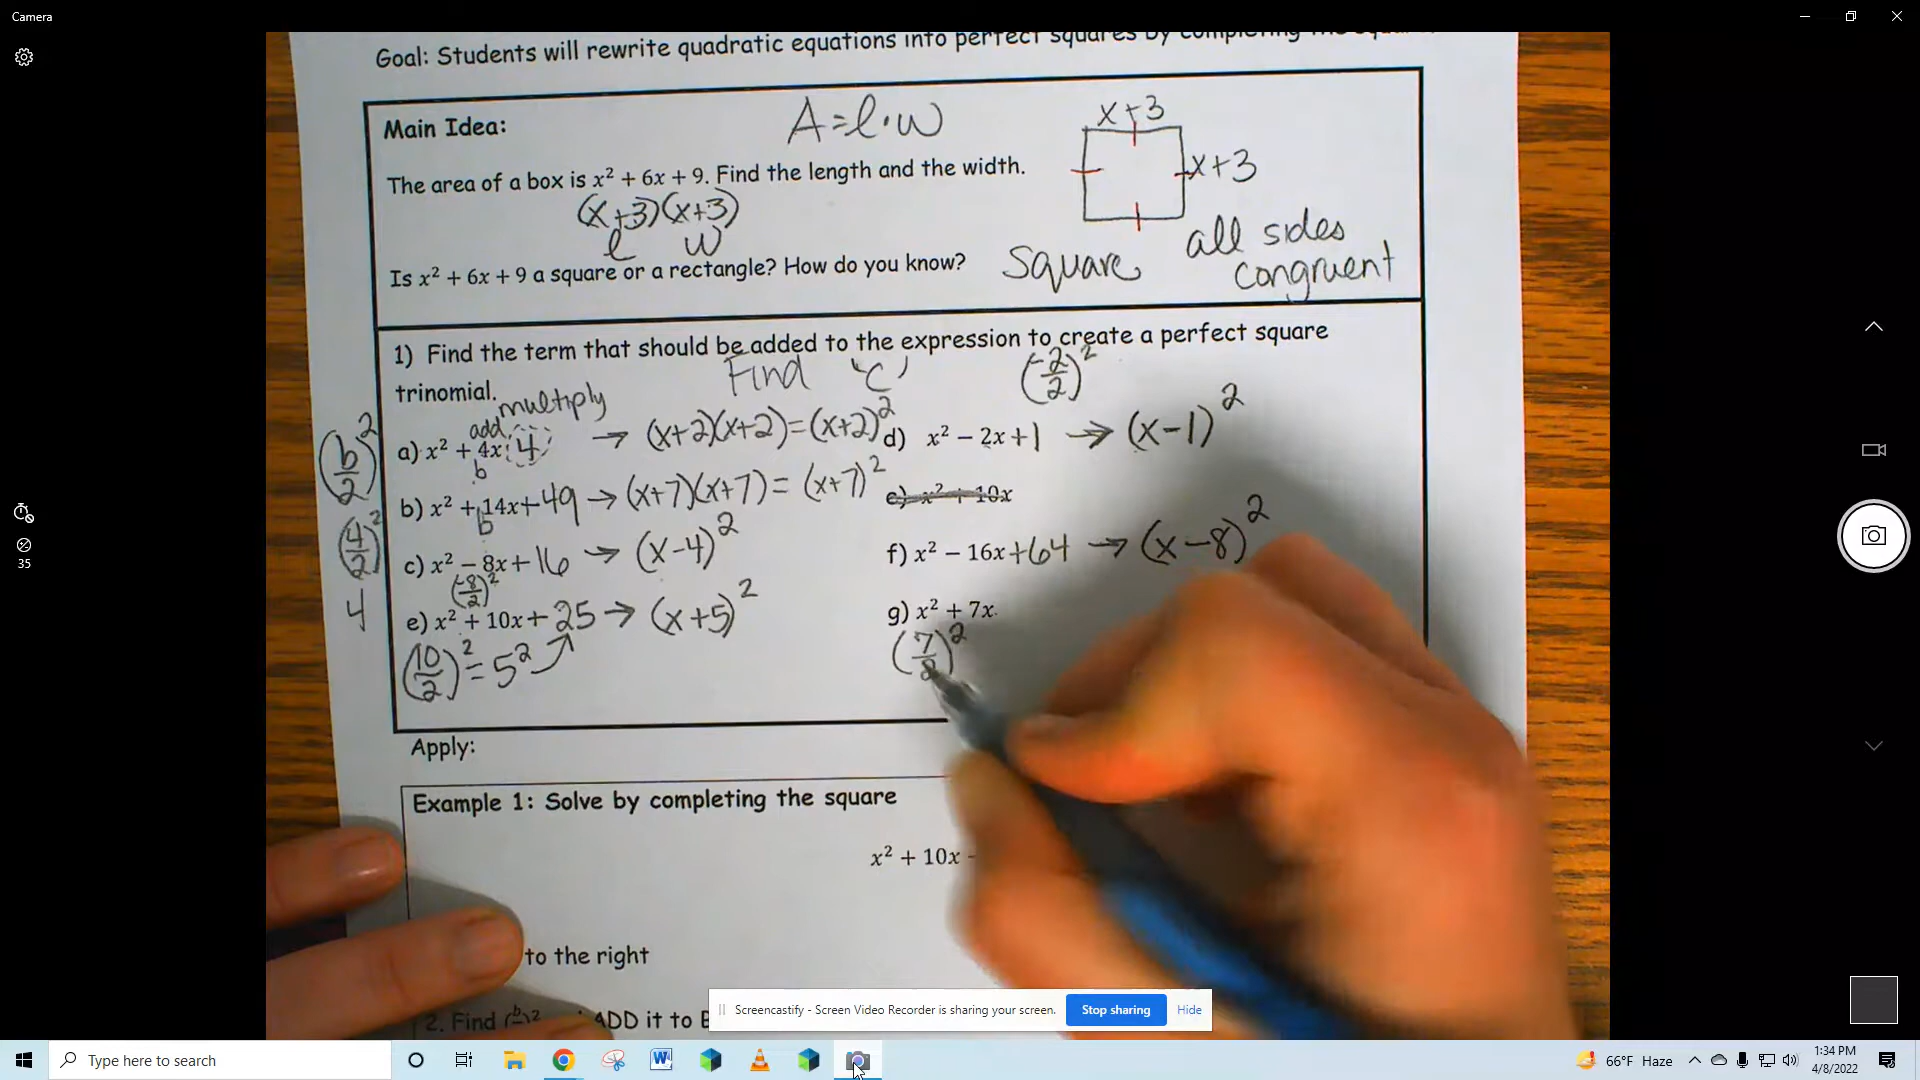 Camera
Goal: Students will rewrite quadratic equations into perfect squares by completing the
Main Idea:
A = l · w
x+3
The area of a box is x² + 6x + 9. Find the length and the width.
x+3
(x+3)(x+3)
l w
Is x² + 6x + 9 a square or a rectangle? How do you know?
Square
all sides
congruent
1) Find the term that should be added to the expression to create a perfect square
trinomial.
Find "C"
(-2/2)²
multiply
add
a) x² + 4x 4 → (x+2)(x+2) = (x+2)²
b
(b/2)²
b) x² + 14x + 49 → (x+7)(x+7) = (x+7)²
b
(4/2)²
c) x² − 8x + 16 → (x−4)²
(-8/2)²
4
e) x² + 10x + 25 → (x+5)²
(10/2)² = 5²
d) x² − 2x + 1 → (x−1)²
e) x² + 10x
f) x² − 16x + 64 → (x−8)²
g) x² + 7x
(7/8)²
Apply:
Example 1: Solve by completing the square
x² + 10x -
to the right
2. Find (b/2)² ADD it to B
35
Screencastify - Screen Video Recorder is sharing your screen.
Stop sharing
Hide
Type here to search
66°F Haze
1:34 PM
4/8/2022